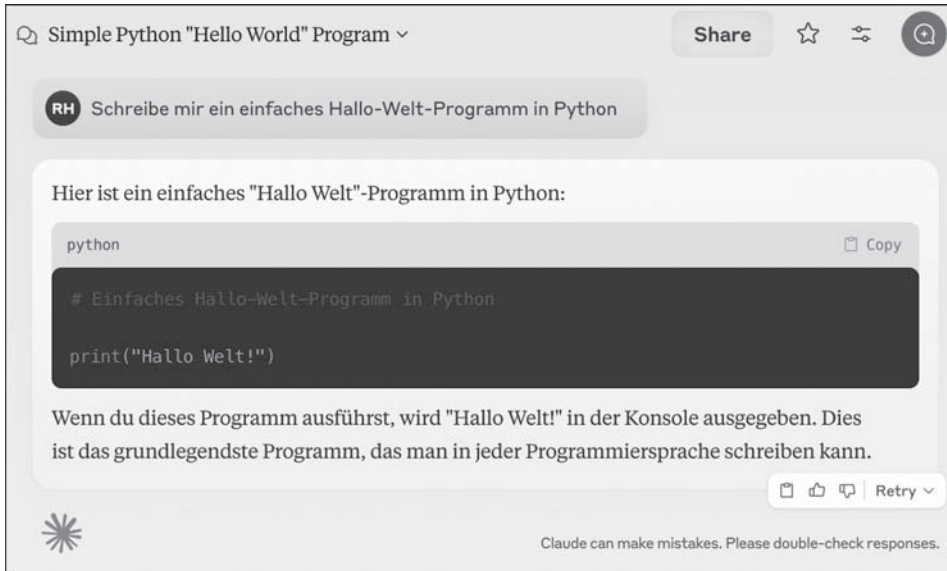 Simple Python "Hello World" Program
Share
RH
Schreibe mir ein einfaches Hallo-Welt-Programm in Python
Hier ist ein einfaches "Hallo Welt"-Programm in Python:
python
Copy
# Einfaches Hallo-Welt-Programm in Python
print("Hallo Welt!")
Wenn du dieses Programm ausführst, wird "Hallo Welt!" in der Konsole ausgegeben. Dies
ist das grundlegendste Programm, das man in jeder Programmiersprache schreiben kann.
Retry
Claude can make mistakes. Please double-check responses.